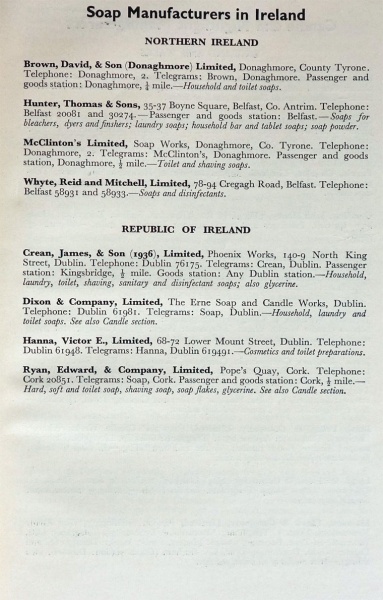 Soap Manufacturers in Ireland
NORTHERN IRELAND
Brown, David, & Son (Donaghmore) Limited, Donaghmore, County Tyrone.
Telephone: Donaghmore, 2. Telegrams: Brown, Donaghmore. Passenger and
goods station: Donaghmore, ¼ mile.—Household and toilet soaps.
Hunter, Thomas & Sons, 35-37 Boyne Square, Belfast, Co. Antrim. Telephone:
Belfast 20081 and 30274.—Passenger and goods station: Belfast.—Soaps for
bleachers, dyers and finshers; laundry soaps; household bar and tablet soaps; soap powder.
McClinton's Limited, Soap Works, Donaghmore, Co. Tyrone. Telephone:
Donaghmore, 2. Telegrams: McClinton's, Donaghmore. Passenger and goods
station, Donaghmore, ½ mile.—Toilet and shaving soaps.
Whyte, Reid and Mitchell, Limited, 78-94 Cregagh Road, Belfast. Telephone:
Belfast 58931 and 58933.—Soaps and disinfectants.
REPUBLIC OF IRELAND
Crean, James, & Son (1936), Limited, Phoenix Works, 140-9 North King
Street, Dublin. Telephone: Dublin 76175. Telegrams: Crean, Dublin. Passenger
station: Kingsbridge, ½ mile. Goods station: Any Dublin station.—Household,
laundry, toilet, shaving, sanitary and disinfectant soaps; also glycerine.
Dixon & Company, Limited, The Erne Soap and Candle Works, Dublin.
Telephone: Dublin 61981. Telegrams: Soap, Dublin.—Household, laundry and
toilet soaps. See also Candle section.
Hanna, Victor E., Limited, 68-72 Lower Mount Street, Dublin. Telephone:
Dublin 61948. Telegrams: Hanna, Dublin 619491.—Cosmetics and toilet preparations.
Ryan, Edward, & Company, Limited, Pope's Quay, Cork. Telephone:
Cork 20851. Telegrams: Soap, Cork. Passenger and goods station: Cork, ½ mile.—
Hard, soft and toilet soap, shaving soap, soap flakes, glycerine. See also Candle section.